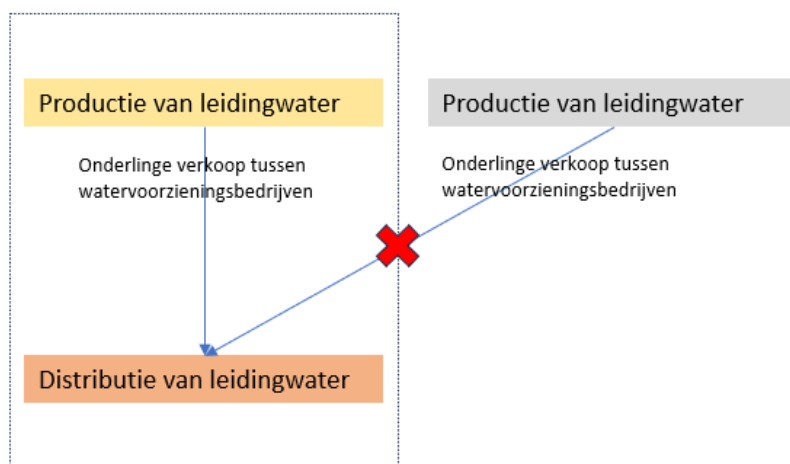 Productie van leidingwater
Onderlinge verkoop tussen
watervoorzieningsbedrijven
Distributie van leidingwater
Productie van leidingwater
Onderlinge verkoop tussen
watervoorzieningsbedrijven